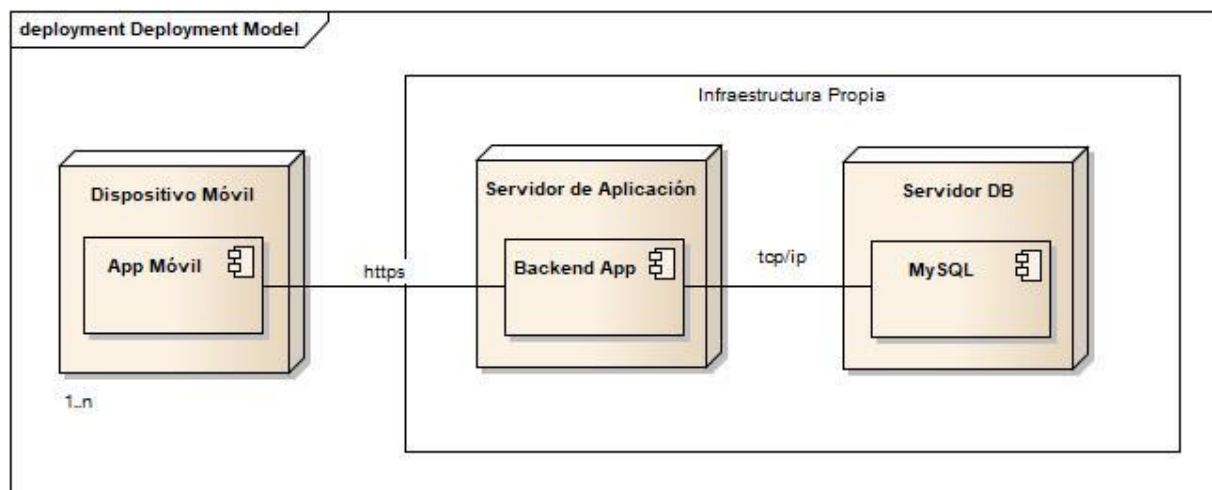 deployment Deployment Model
Infraestructura Propia
Dispositivo Móvil
App Móvil
https
Servidor de Aplicación
Backend App
tcp/ip
Servidor DB
MySQL
1..n